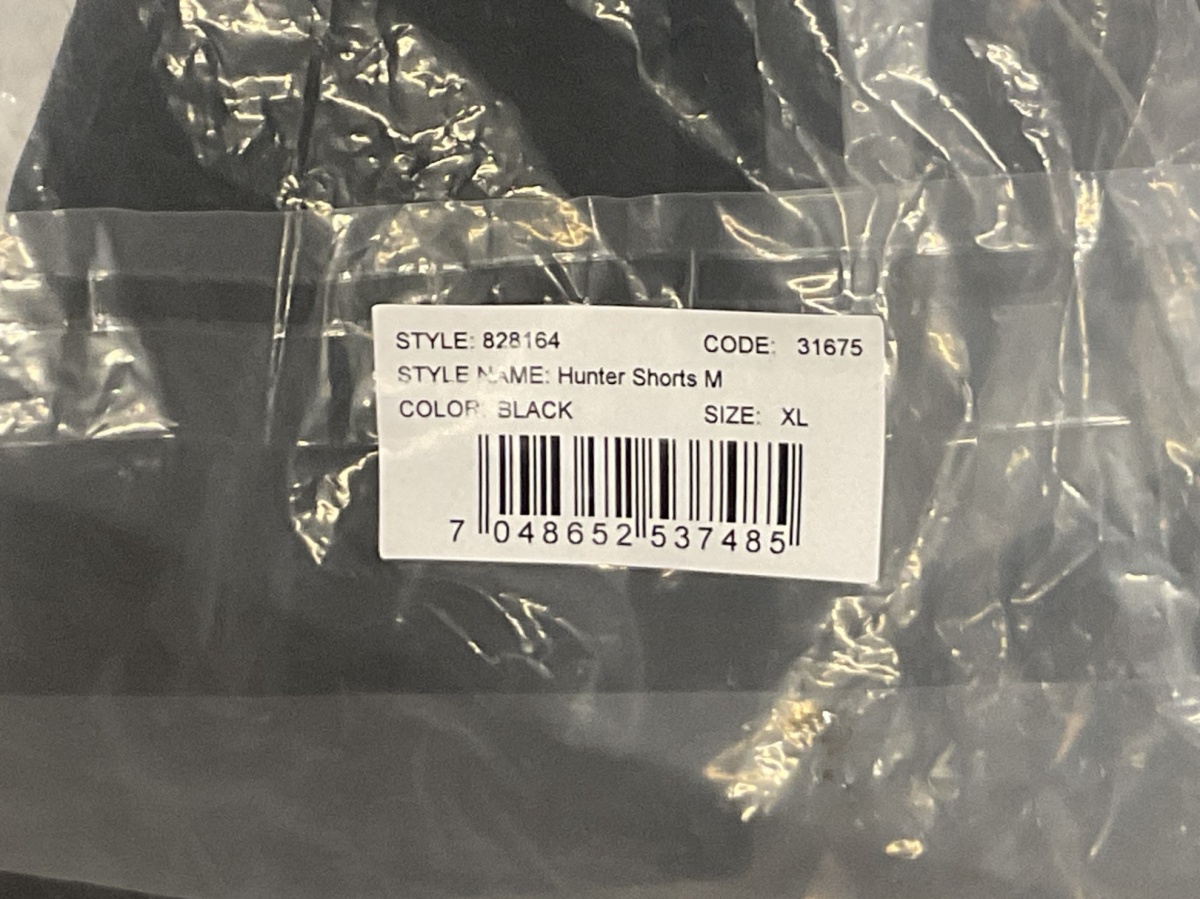 STYLE: 828164 CODE: 31675
STYLE NAME: Hunter Shorts M
COLOR: BLACK SIZE: XL
7 048652 537485